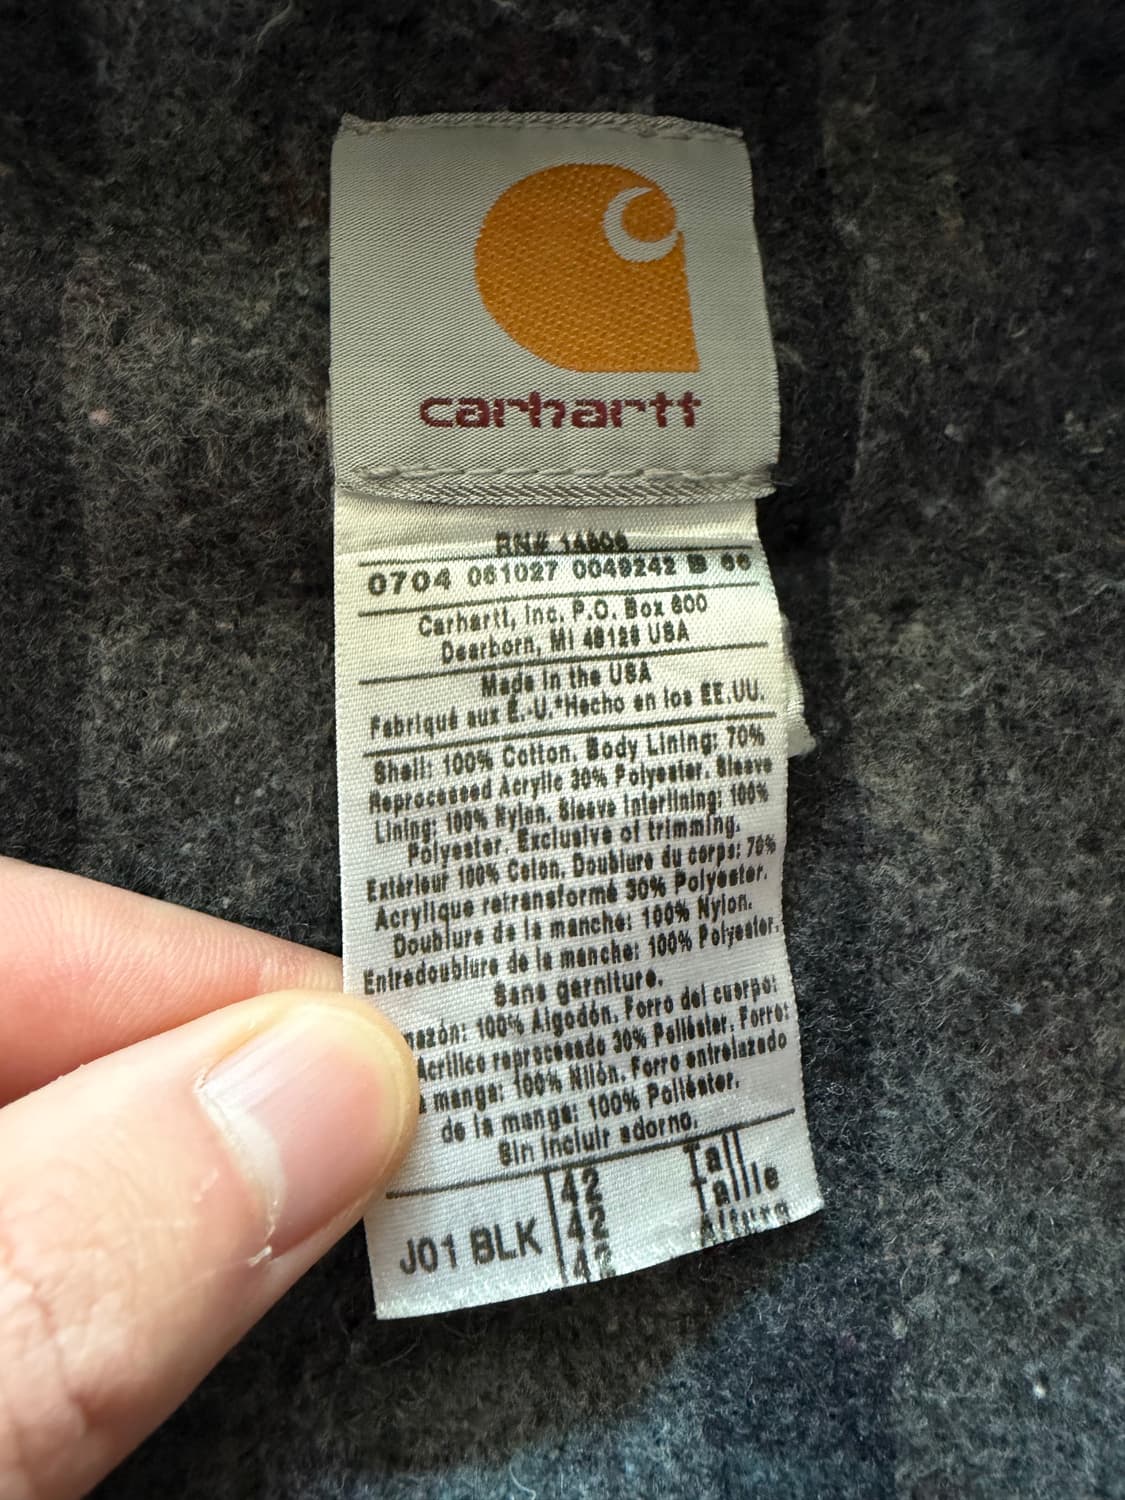 carhartt
RN# 14806
0704 061027 0049242 66
Carhartt, Inc. P.O. Box 600
Dearborn, MI 48126 USA
Made in the USA
Fabriqué aux É.-U.*Hecho en los EE.UU.
Shell: 100% Cotton. Body Lining: 70%
Reprocessed Acrylic 30% Polyester. Sleeve
Lining: 100% Nylon. Sleeve Interlining: 100%
Polyester. Exclusive of trimming.
Extérieur 100% Coton. Doublure du corps: 70%
Acrylique retransformé 30% Polyester.
Doublure de la manche: 100% Nylon.
Entredoublure de la manche: 100% Polyester.
Sans garniture.
mazón: 100% Algodón. Forro del cuerpo:
Acrílico reprocesado 30% Poliéster. Forro:
manga: 100% Nilón. Forro entrelazado
de la manga: 100% Poliéster.
Sin incluir adorno.
J01 BLK
42 Tall
42 Taille
42 Altura